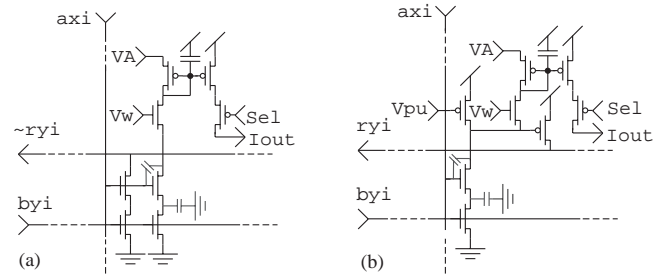 axi
VA
Vw
Sel
Iout
~ryi
byi
(a)
axi
VA
Vpu
Vw
Sel
ryi
Iout
byi
(b)